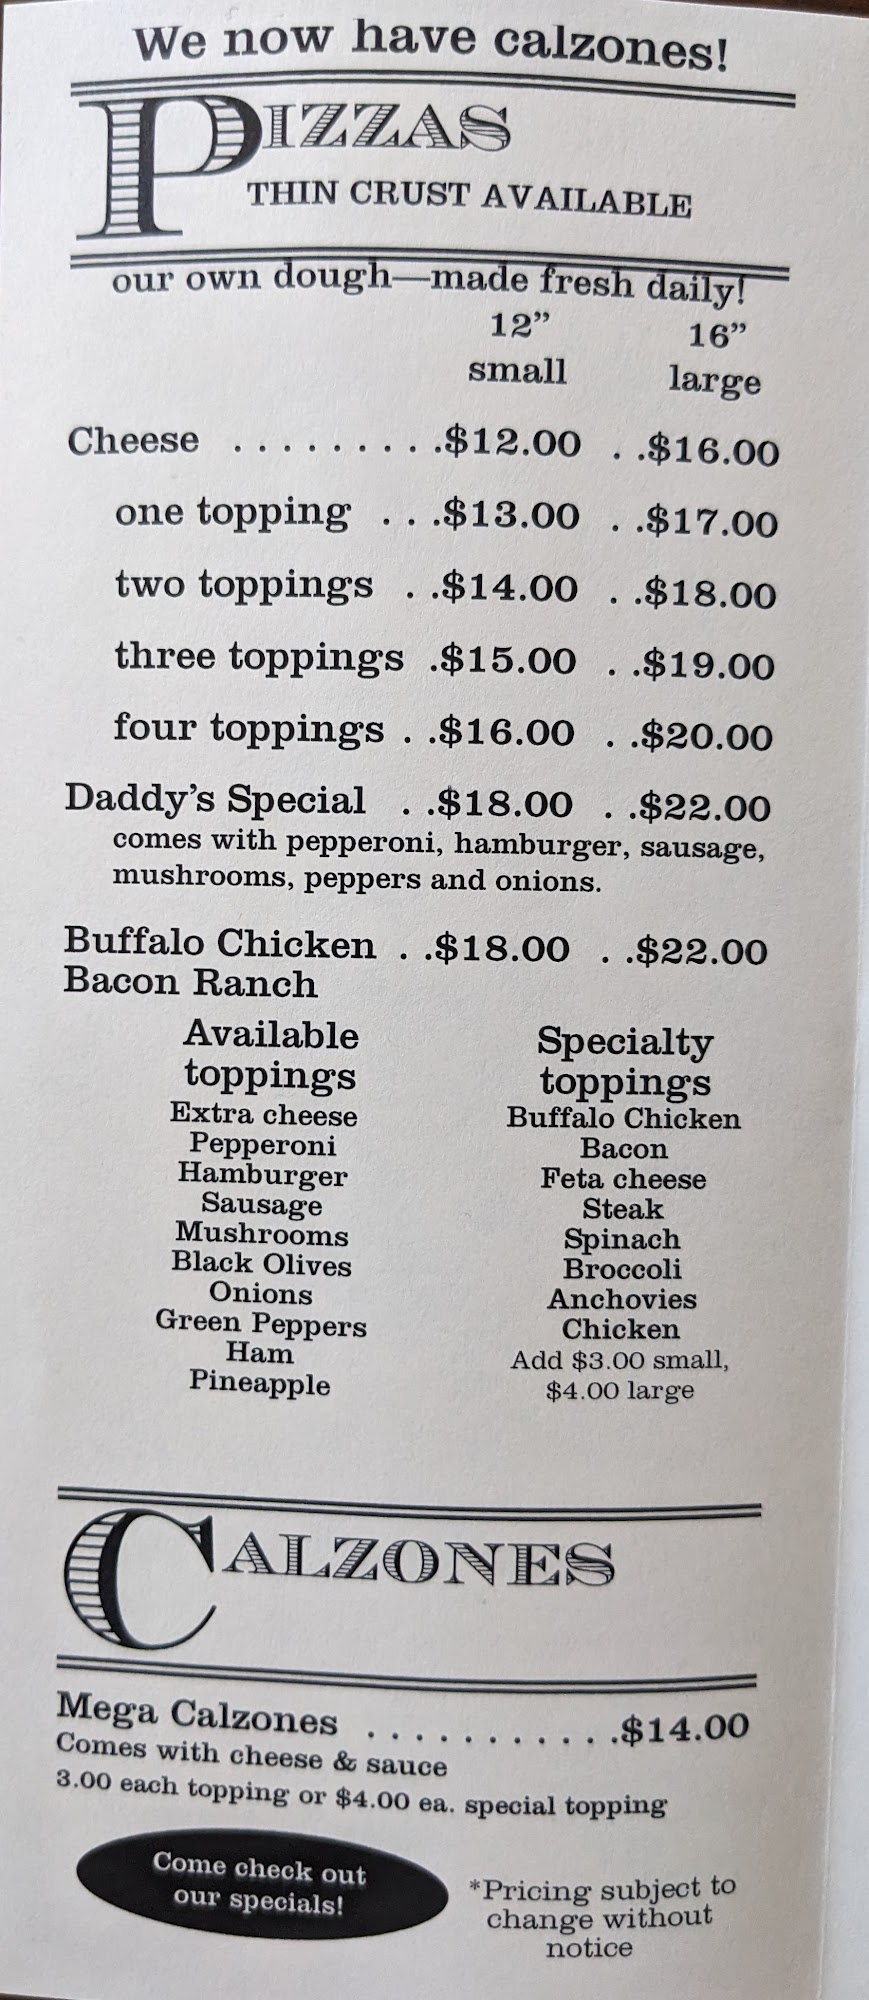 We now have calzones!
PIZZAS
THIN CRUST AVAILABLE
our own dough—made fresh daily!
12” 16”
small large
Cheese . . . . . . . . .$12.00 . .$16.00
one topping . . .$13.00 . .$17.00
two toppings . .$14.00 . .$18.00
three toppings .$15.00 . .$19.00
four toppings . .$16.00 . .$20.00
Daddy’s Special . .$18.00 . .$22.00
comes with pepperoni, hamburger, sausage,
mushrooms, peppers and onions.
Buffalo Chicken . .$18.00 . .$22.00
Bacon Ranch
Available
toppings
Extra cheese
Pepperoni
Hamburger
Sausage
Mushrooms
Black Olives
Onions
Green Peppers
Ham
Pineapple
Specialty
toppings
Buffalo Chicken
Bacon
Feta cheese
Steak
Spinach
Broccoli
Anchovies
Chicken
Add $3.00 small,
$4.00 large
CALZONES
Mega Calzones . . . . . . . . . . . .$14.00
Comes with cheese & sauce
3.00 each topping or $4.00 ea. special topping
Come check out
our specials!
*Pricing subject to
change without
notice